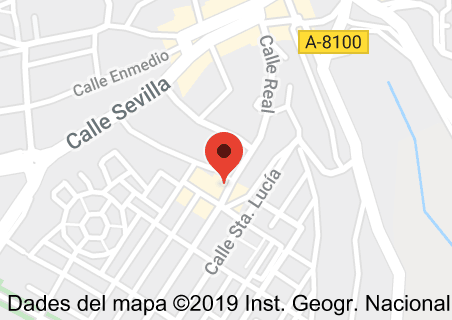 A-8100
Calle Enmedio
Calle Real
Calle Sevilla
Calle Sta. Lucía
Dades del mapa ©2019 Inst. Geogr. Nacional